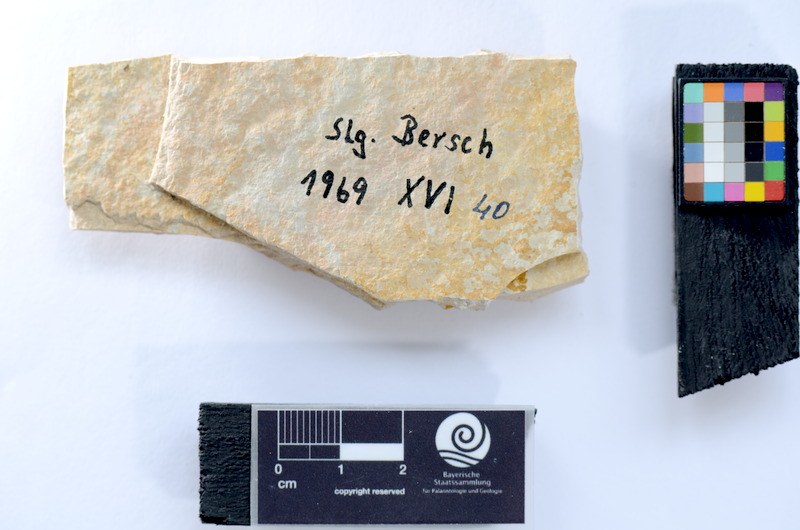 Slg. Bersch
1969 XVI 40
0 1 2
cm
copyright reserved
Bayerische
Staatssammlung
für Paläontologie und Geologie